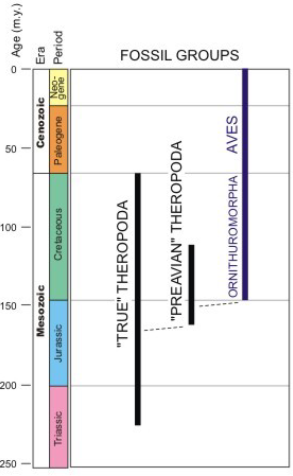 Age (m.y.)
Era
Period
FOSSIL GROUPS
0
50
100
150
200
250
Cenozoic
Mesozoic
Neo-
gene
Paleogene
Cretaceous
Jurassic
Triassic
"TRUE" THEROPODA
"PREAVIAN" THEROPODA
ORNITHUROMORPHA
AVES